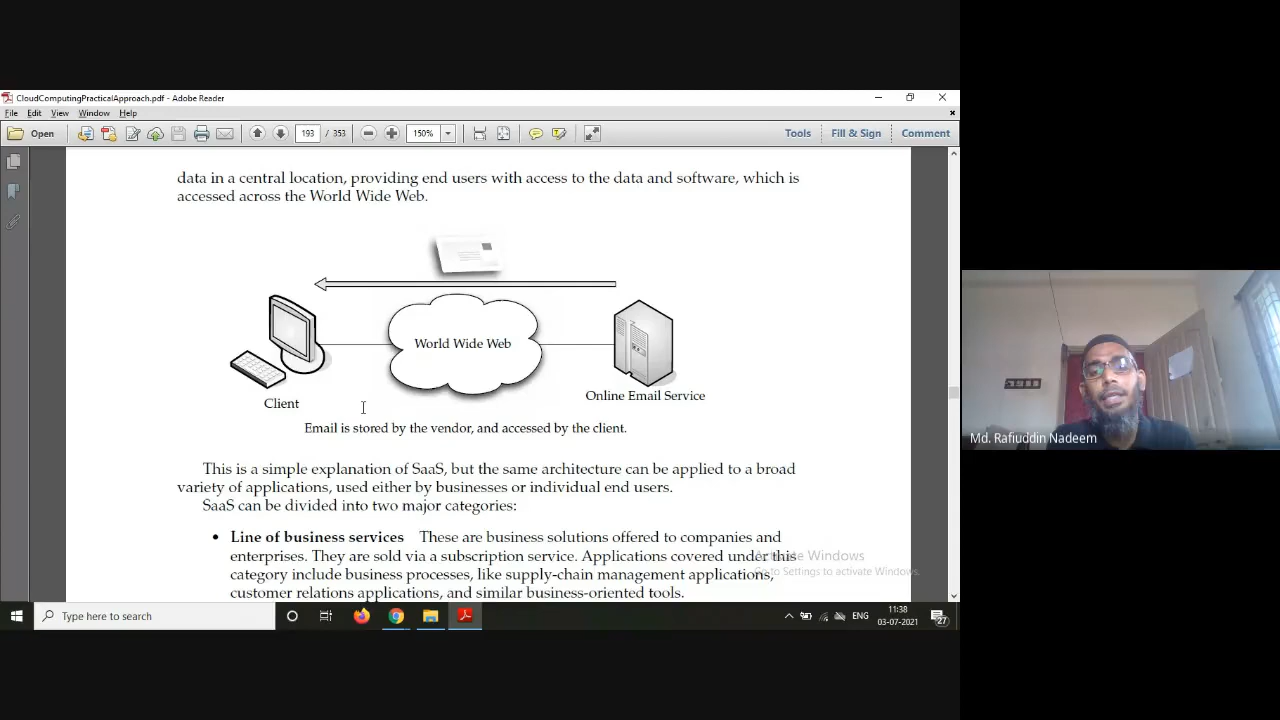 CloudComputingPracticalApproach.pdf - Adobe Reader
File Edit View Window Help
Open 193 / 353 150% Tools Fill & Sign Comment
data in a central location, providing end users with access to the data and software, which is
accessed across the World Wide Web.
World Wide Web
Online Email Service
Client
Email is stored by the vendor, and accessed by the client.
This is a simple explanation of SaaS, but the same architecture can be applied to a broad
variety of applications, used either by businesses or individual end users.
SaaS can be divided into two major categories:
• Line of business services These are business solutions offered to companies and
enterprises. They are sold via a subscription service. Applications covered under this
category include business processes, like supply-chain management applications,
customer relations applications, and similar business-oriented tools.
Activate Windows
Go to Settings to activate Windows.
Md. Rafiuddin Nadeem
Type here to search
ENG
11:38
03-07-2021
27